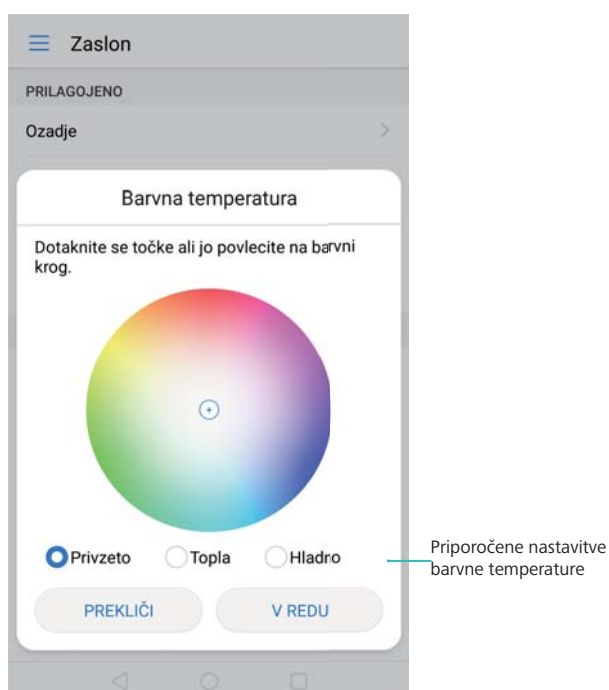 Zaslon
PRILAGOJENO
Ozadje
Barvna temperatura
Dotaknite se točke ali jo povlecite na barvni
krog.
Privzeto Topla Hladno
Priporočene nastavitve
barvne temperature
PREKLIČI V REDU